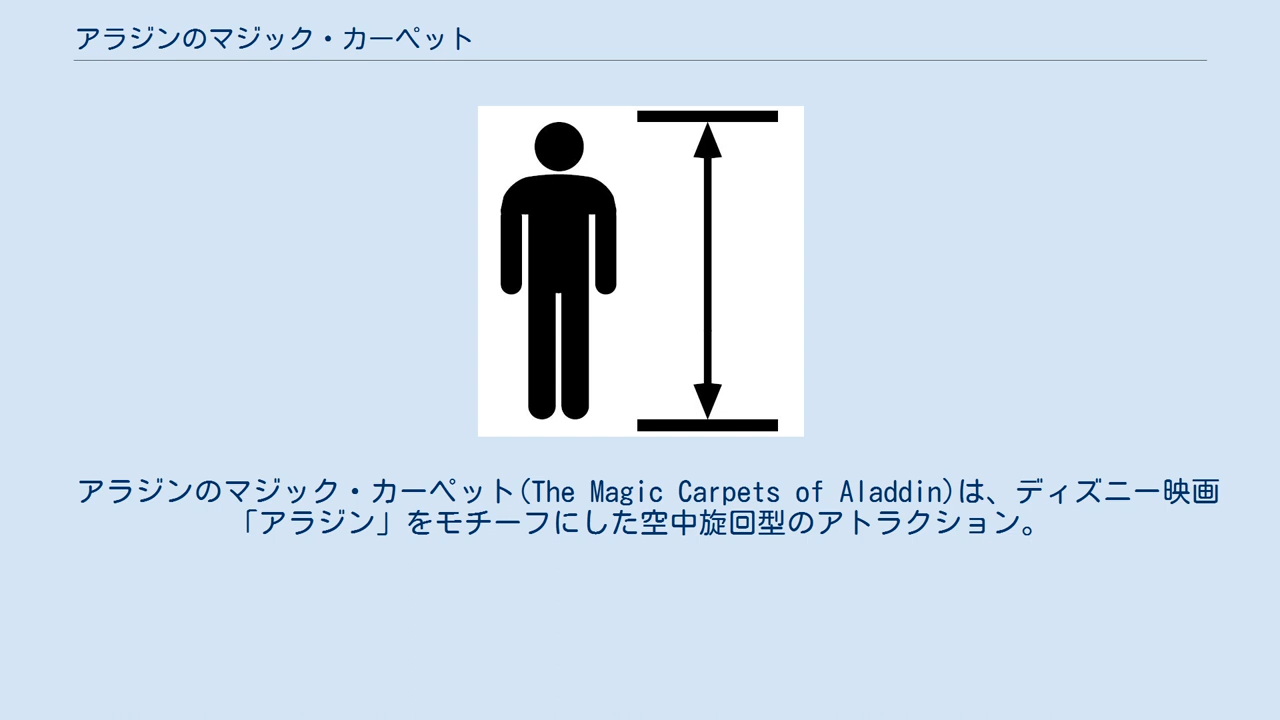 アラジンのマジック・カーペット
アラジンのマジック・カーペット(The Magic Carpets of Aladdin)は、ディズニー映画
「アラジン」をモチーフにした空中旋回型のアトラクション。